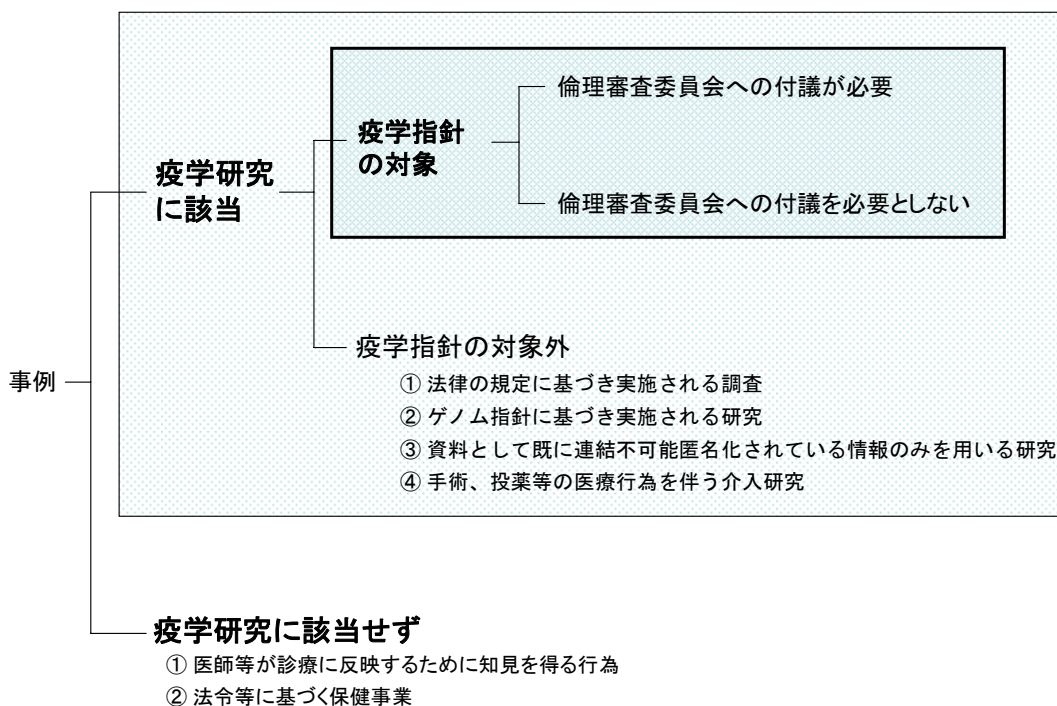 倫理審査委員会への付議が必要
疫学指針
の対象
疫学研究
に該当
倫理審査委員会への付議を必要としない
疫学指針の対象外
事例
① 法律の規定に基づき実施される調査
② ゲノム指針に基づき実施される研究
③ 資料として既に連結不可能匿名化されている情報のみを用いる研究
④ 手術、投薬等の医療行為を伴う介入研究
疫学研究に該当せず
① 医師等が診療に反映するために知見を得る行為
② 法令等に基づく保健事業